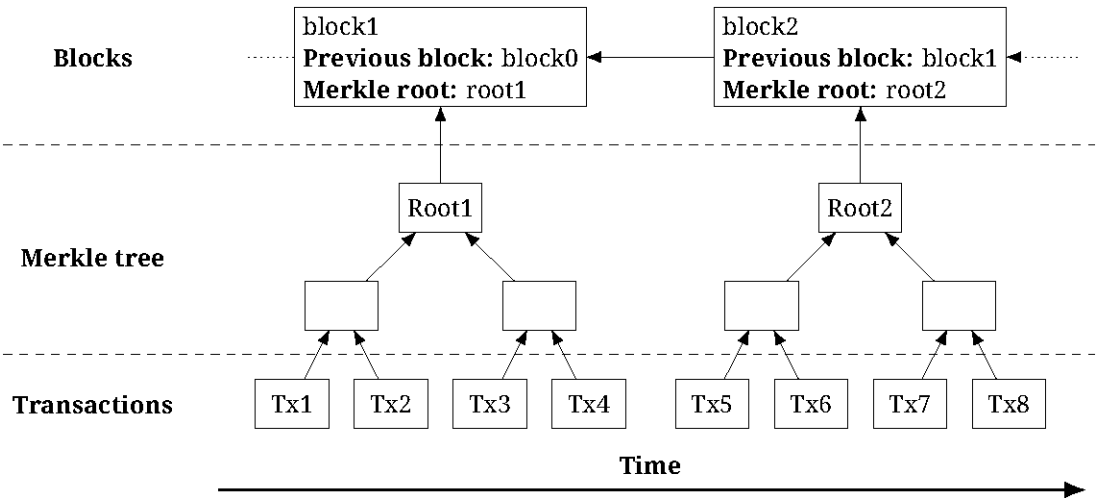 Blocks
block1
Previous block: block0
Merkle root: root1
block2
Previous block: block1
Merkle root: root2
Merkle tree
Root1
Root2
Transactions
Tx1
Tx2
Tx3
Tx4
Tx5
Tx6
Tx7
Tx8
Time